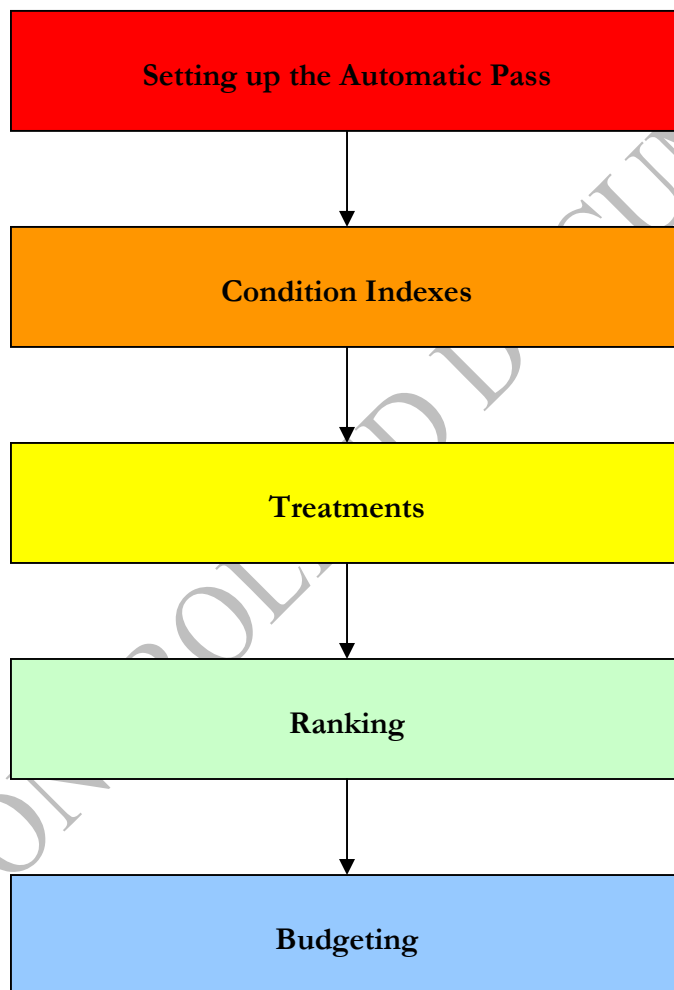 Setting up the Automatic Pass
Condition Indexes
Treatments
Ranking
Budgeting